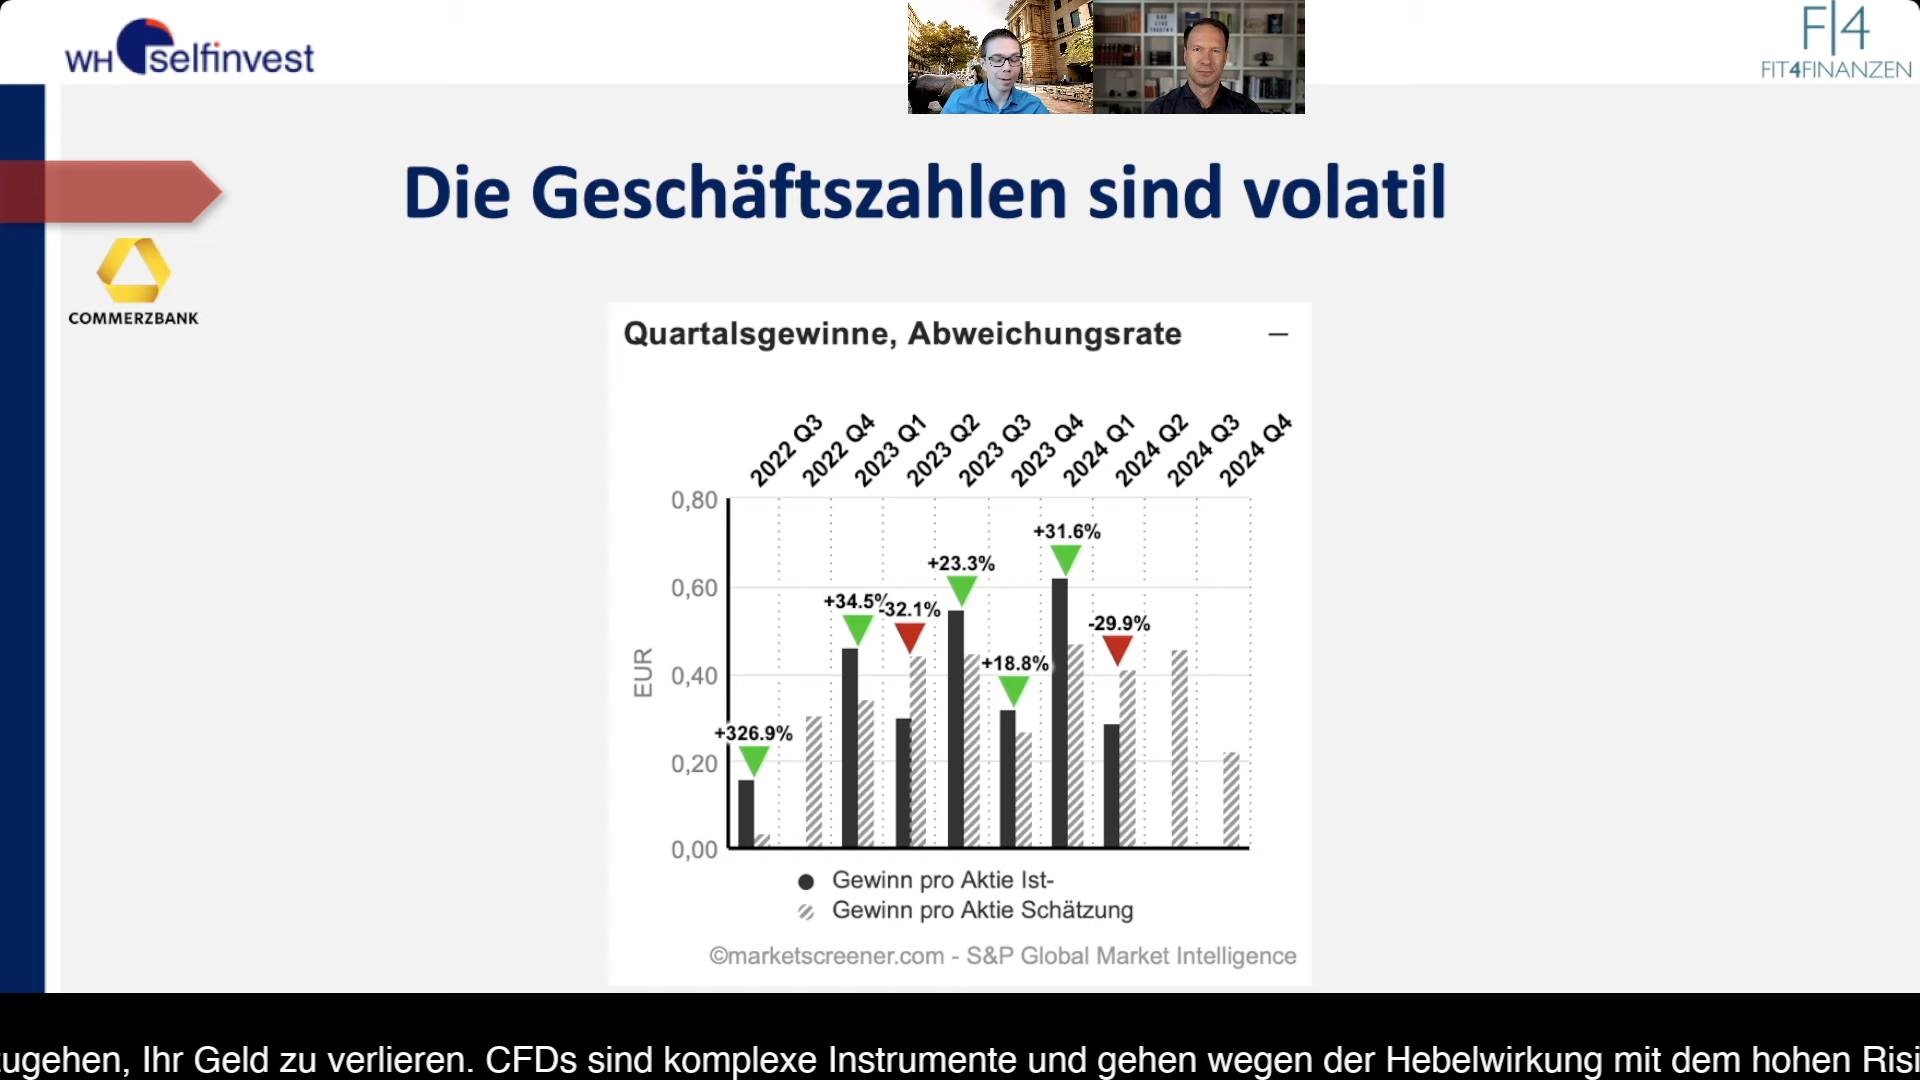 WH selfinvest
F|4
FIT4FINANZEN
Die Geschäftszahlen sind volatil
COMMERZBANK
Quartalsgewinne, Abweichungsrate
2022 Q3
2022 Q4
2023 Q1
2023 Q2
2023 Q3
2023 Q4
2024 Q1
2024 Q2
2024 Q3
2024 Q4
0,80
0,60
0,40
0,20
0,00
EUR
+326.9%
+34.5%
-32.1%
+23.3%
+18.8%
+31.6%
-29.9%
Gewinn pro Aktie Ist-
Gewinn pro Aktie Schätzung
©marketscreener.com - S&P Global Market Intelligence
zugehen, Ihr Geld zu verlieren. CFDs sind komplexe Instrumente und gehen wegen der Hebelwirkung mit dem hohen Risi